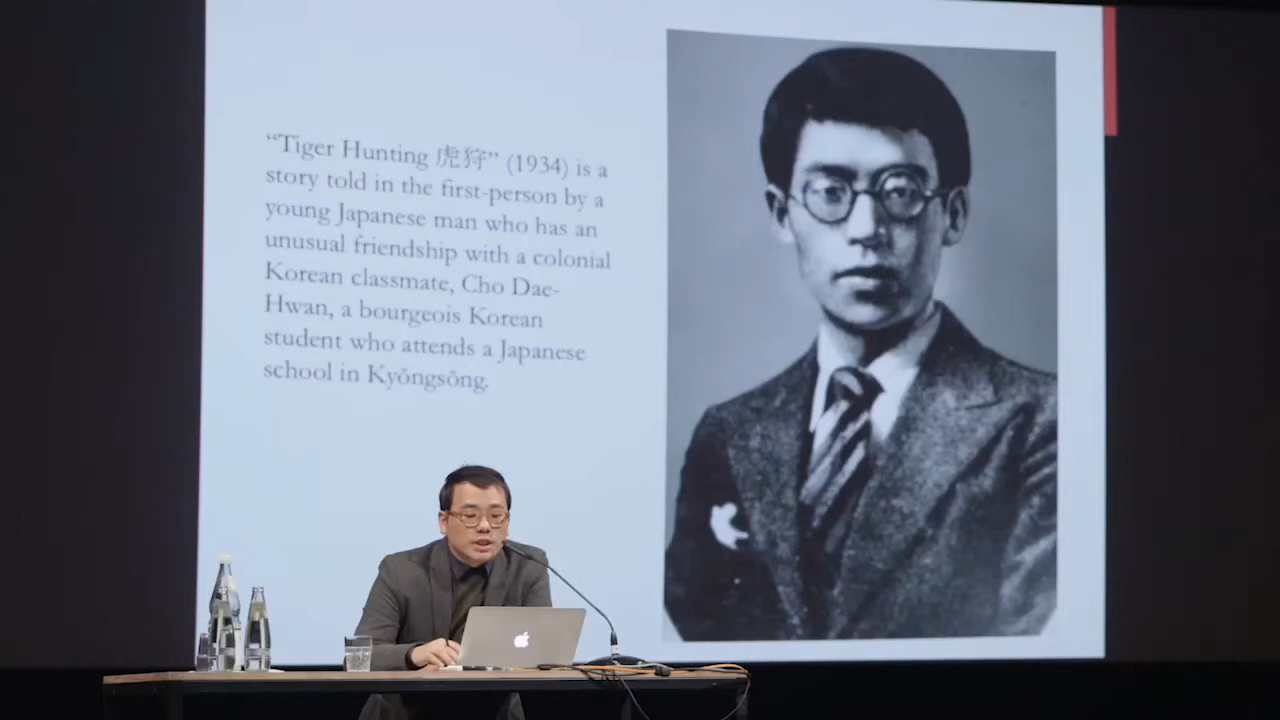 “Tiger Hunting 虎狩” (1934) is a
story told in the first-person by a
young Japanese man who has an
unusual friendship with a colonial
Korean classmate, Cho Dae-
Hwan, a bourgeois Korean
student who attends a Japanese
school in Kyŏngsŏng.